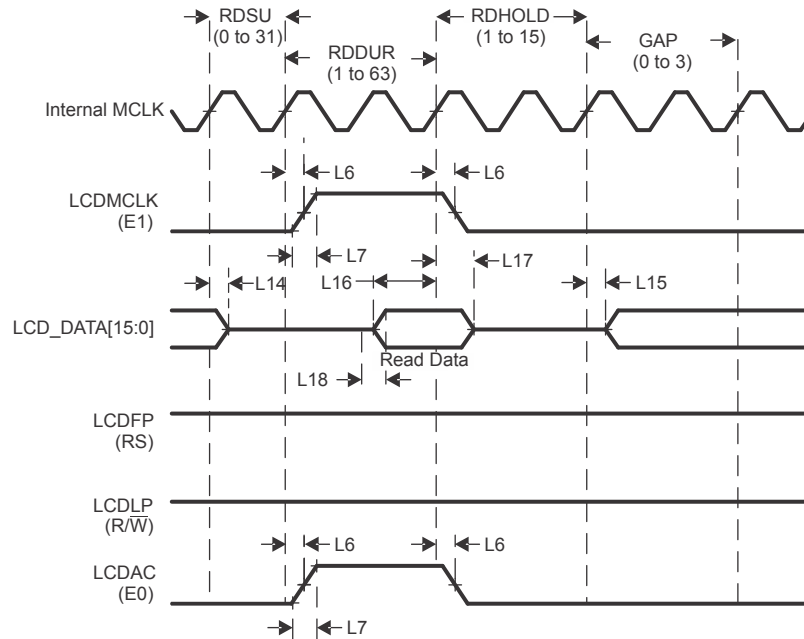 RDSU
(0 to 31)
RDHOLD
(1 to 15)
RDDUR
(1 to 63)
GAP
(0 to 3)
Internal MCLK
L6
L6
LCDMCLK
(E1)
L7
L17
L14
L16
L15
LCD_DATA[15:0]
Read Data
L18
LCDFP
(RS)
LCDLP
(R/W̅)
L6
L6
LCDAC
(E0)
L7